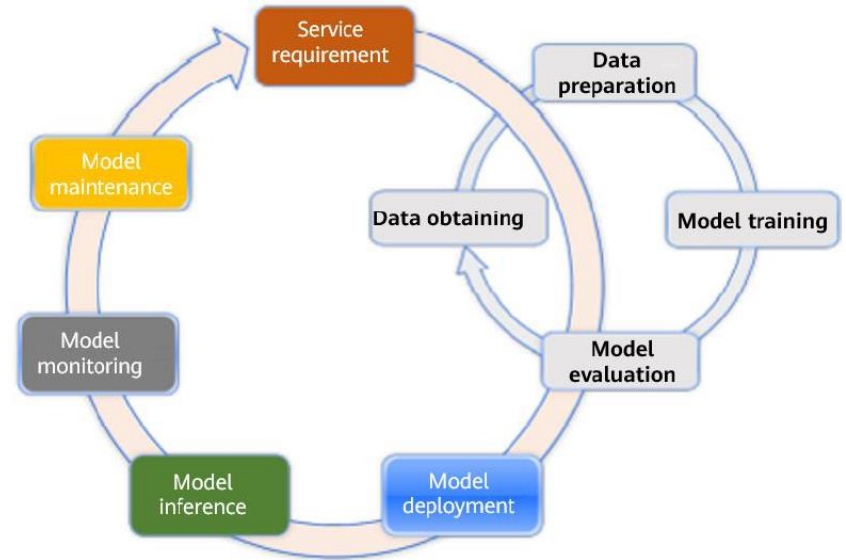 Service
requirement
Data
preparation
Model
maintenance
Data obtaining
Model training
Model
monitoring
Model
evaluation
Model
inference
Model
deployment